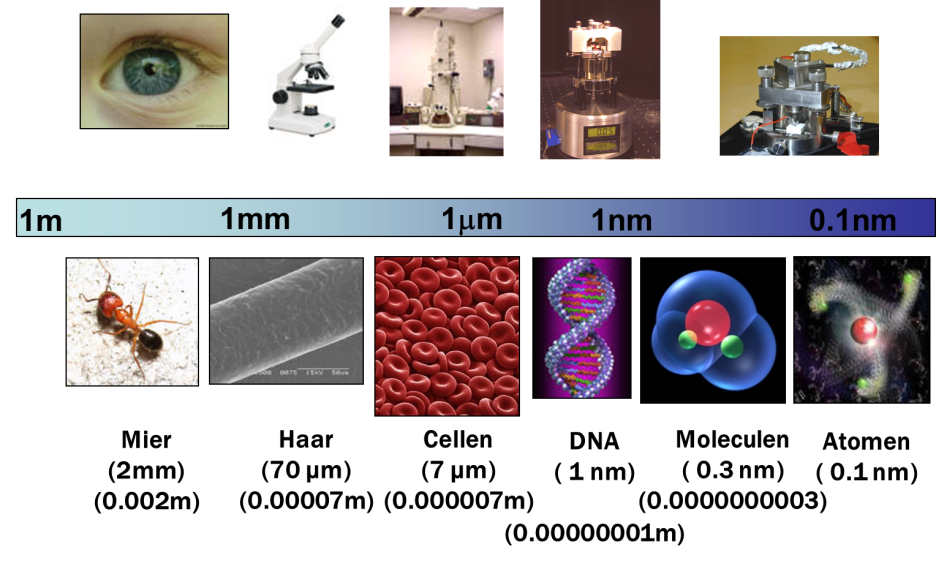 1m 1mm 1μm 1nm 0.1nm
Mier Haar Cellen DNA Moleculen Atomen
(2mm) (70 μm) (7 μm) ( 1 nm) ( 0.3 nm) ( 0.1 nm)
(0.002m) (0.00007m) (0.000007m) (0.0000000003)
(0.00000001m)